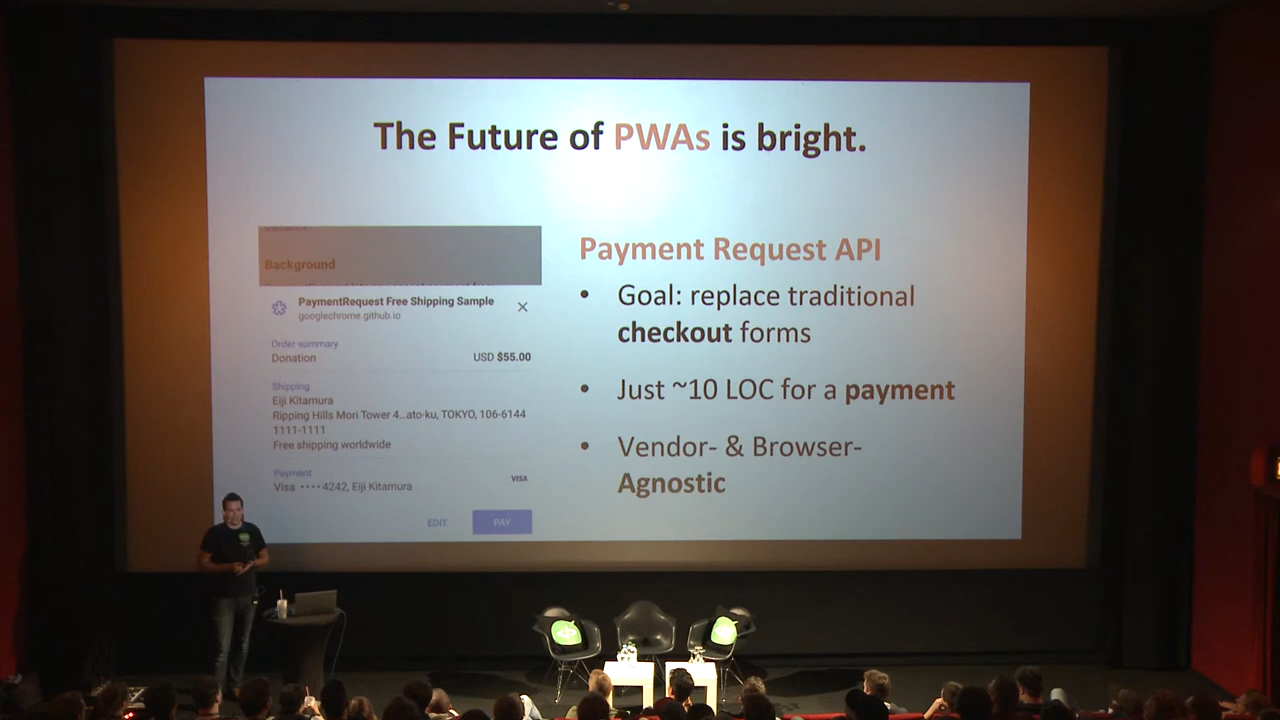 The Future of PWAs is bright.
Background
PaymentRequest Free Shipping Sample
googlechrome.github.io
Order summary
Donation USD $55.00
Shipping
Eiji Kitamura
Ripping Hills Mori Tower 4...ato-ku, TOKYO, 106-6144
1111-1111
Free shipping worldwide
Payment
Visa •••• 4242, Eiji Kitamura VISA
EDIT PAY
Payment Request API
• Goal: replace traditional
checkout forms
• Just ~10 LOC for a payment
• Vendor- & Browser-
Agnostic